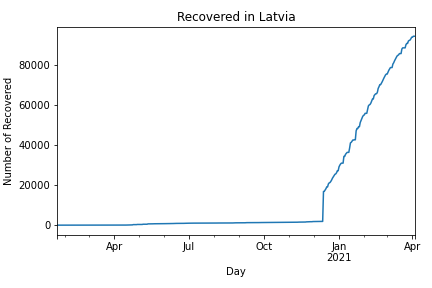 Recovered in Latvia
Number of Recovered
80000
60000
40000
20000
0
Apr
Jul
Oct
Jan
2021
Apr
Day